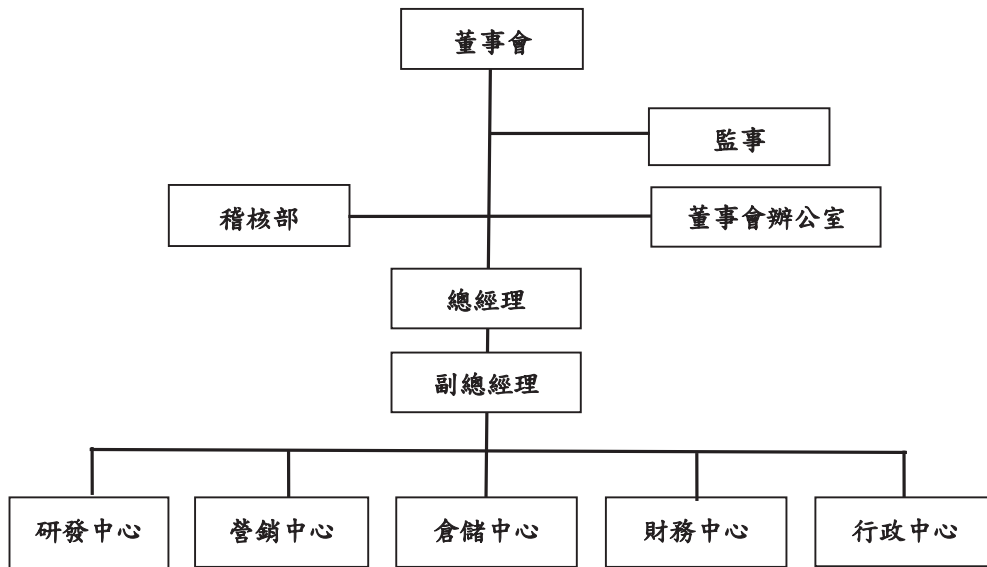 董事會
監事
稽核部
董事會辦公室
總經理
副總經理
研發中心
營銷中心
倉儲中心
財務中心
行政中心